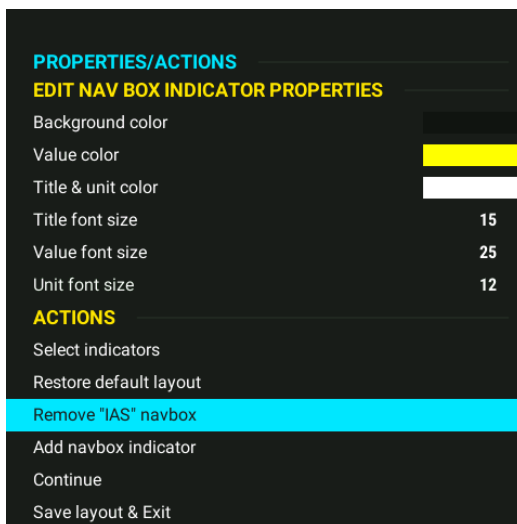 PROPERTIES/ACTIONS
EDIT NAV BOX INDICATOR PROPERTIES
Background color
Value color
Title & unit color
Title font size 15
Value font size 25
Unit font size 12
ACTIONS
Select indicators
Restore default layout
Remove "IAS" navbox
Add navbox indicator
Continue
Save layout & Exit